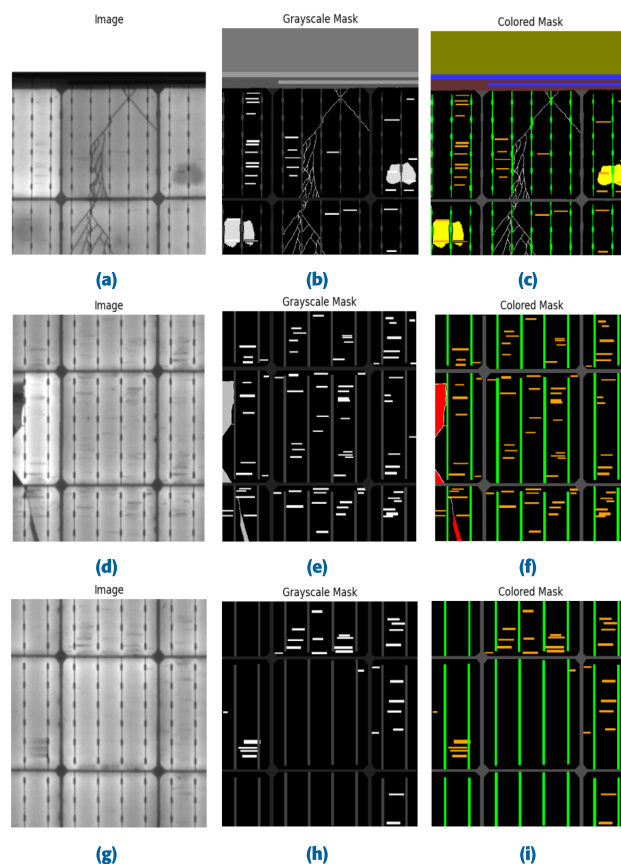 Image Grayscale Mask Colored Mask
(a) (b) (c)
Image Grayscale Mask Colored Mask
(d) (e) (f)
Image Grayscale Mask Colored Mask
(g) (h) (i)